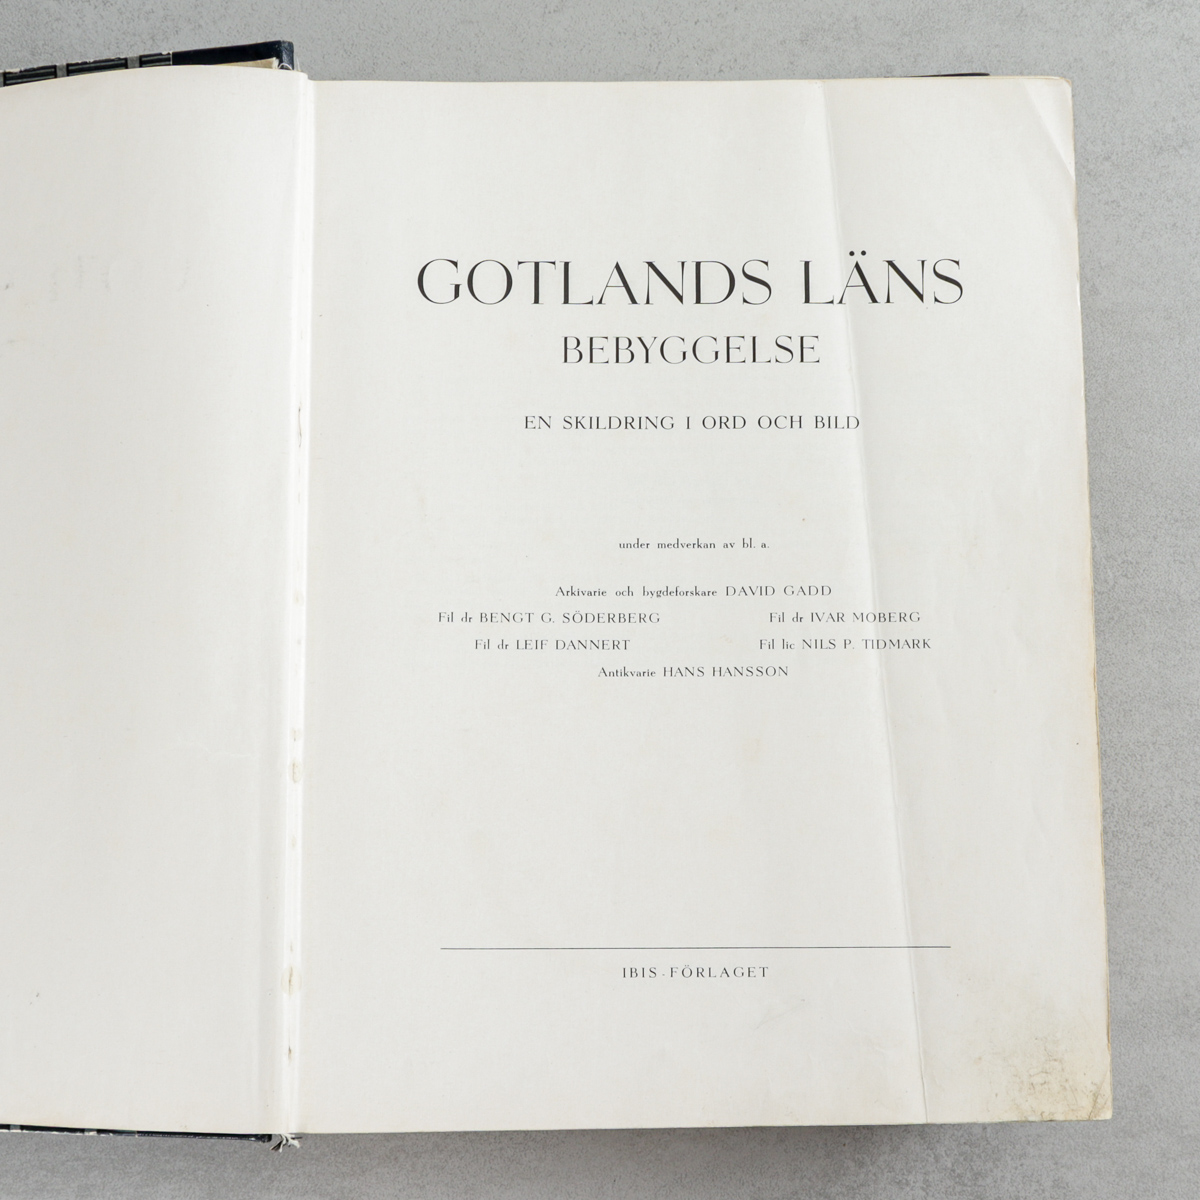 GOTLANDS LÄNS
BEBYGGELSE
EN SKILDRING I ORD OCH BILD
under medverkan av bl. a.
Arkivarie och bygdeforskare DAVID GADD
Fil dr BENGT G. SÖDERBERG Fil dr IVAR MOBERG
Fil dr LEIF DANNERT Fil lic NILS P. TIDMARK
Antikvarie HANS HANSSON
IBIS-FÖRLAGET